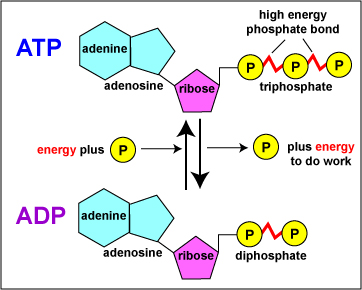 high energy
phosphate bond
ATP
adenine
P P P
ribose
adenosine
triphosphate
energy plus P
P plus energy
to do work
ADP
adenine
P P
adenosine
ribose
diphosphate